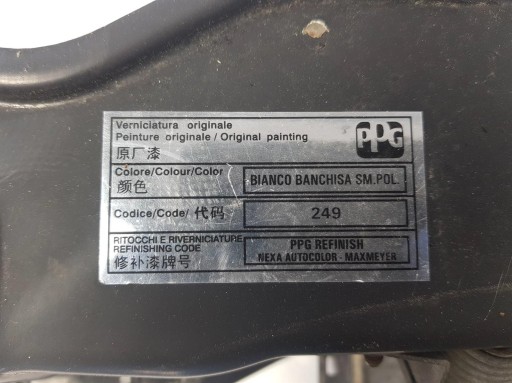 Verniciatura originale
Peinture originale / Original painting
原厂漆
PPG
Colore/Colour/Color
颜色
BIANCO BANCHISA SM.POL.
Codice/Code/代码
249
RITOCCHI E RIVERNICIATURE
REFINISHING CODE
修补漆牌号
PPG REFINISH
NEXA AUTOCOLOR - MAXMEYER